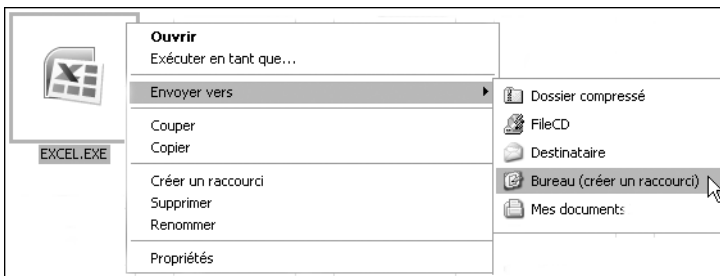 Ouvrir
Exécuter en tant que...
Envoyer vers
Couper
Copier
Créer un raccourci
Supprimer
Renommer
Propriétés
EXCEL.EXE
Dossier compressé
FileCD
Destinataire
Bureau (créer un raccourci)
Mes documents